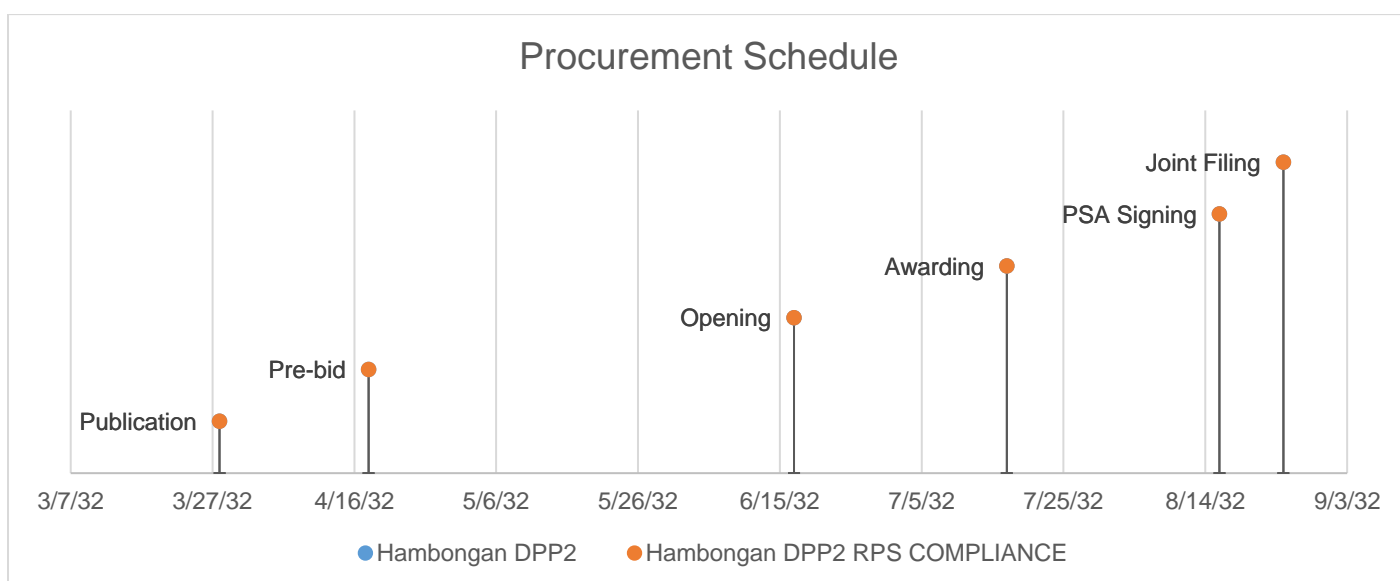 Procurement Schedule
Joint Filing
PSA Signing
Awarding
Opening
Pre-bid
Publication
3/7/32 3/27/32 4/16/32 5/6/32 5/26/32 6/15/32 7/5/32 7/25/32 8/14/32 9/3/32
Hambongan DPP2 Hambongan DPP2 RPS COMPLIANCE